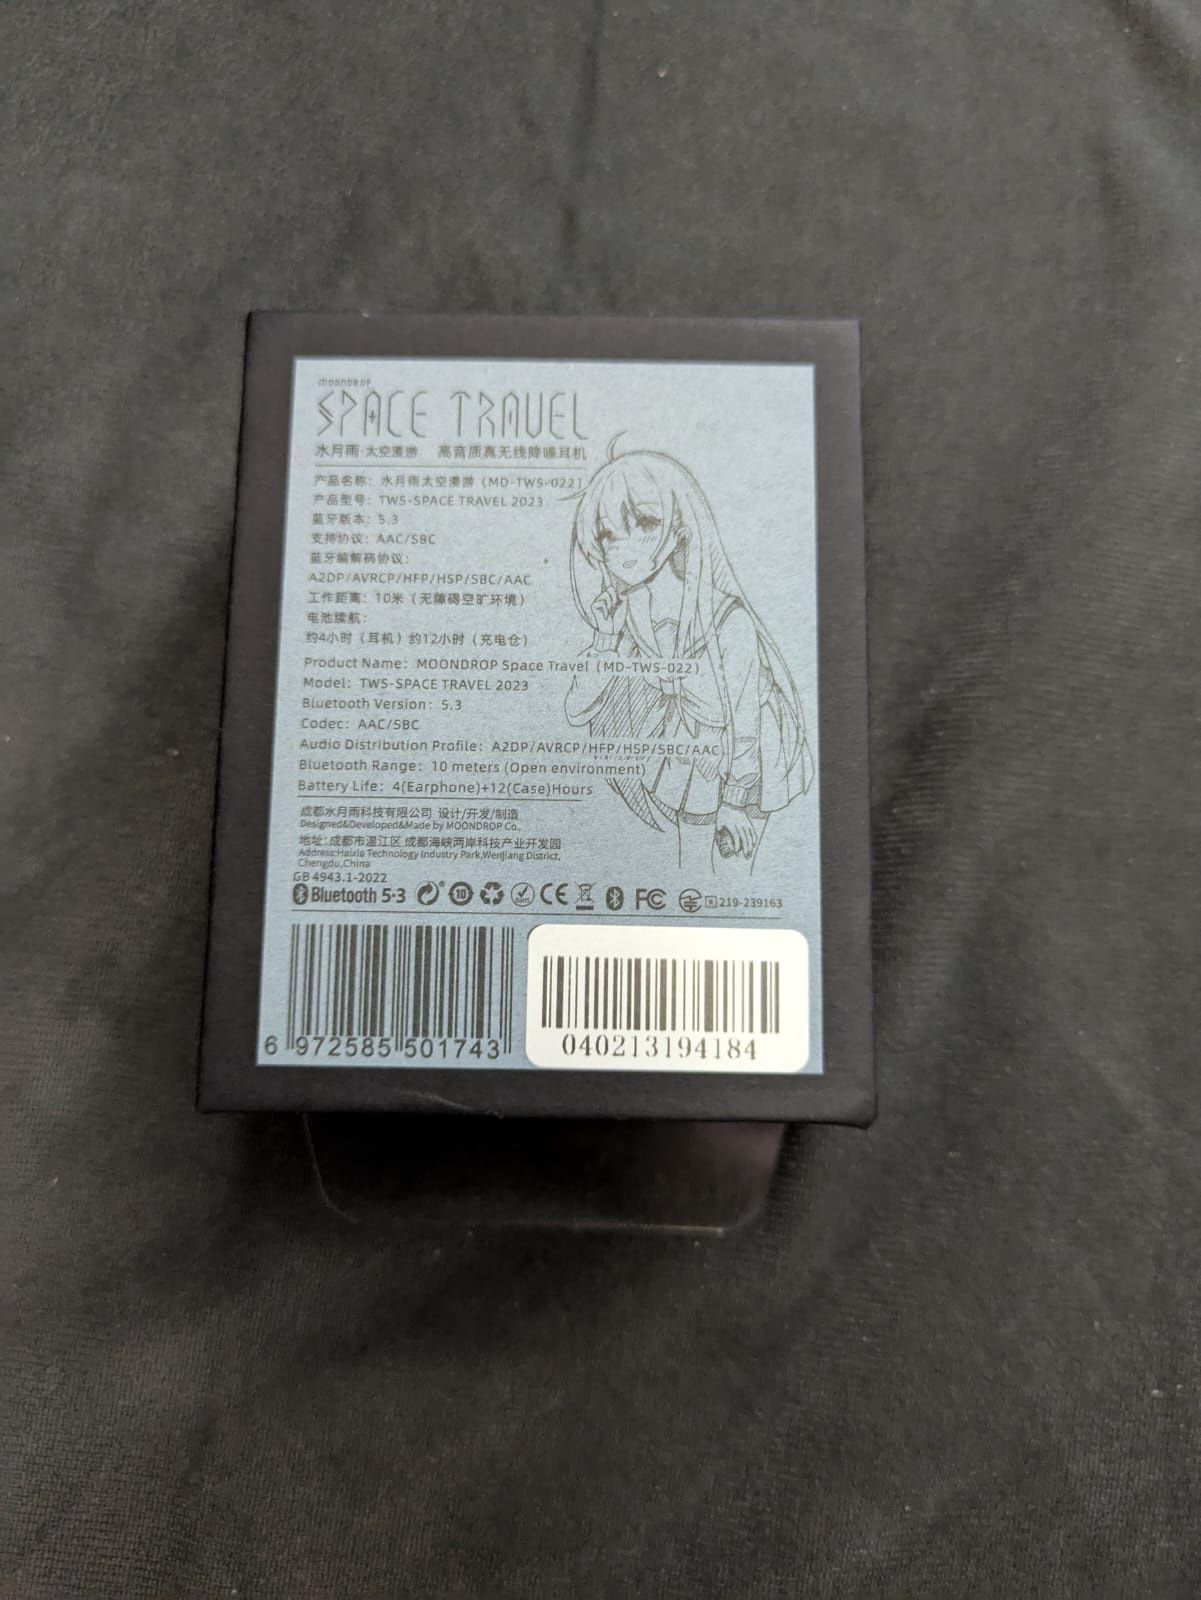 MOONDROP
SPACE TRAVEL
水月雨·太空漫游 高音质真无线降噪耳机
产品名称：水月雨太空漫游（MD-TWS-022）
产品型号：TWS-SPACE TRAVEL 2023
蓝牙版本：5.3
支持协议：AAC/SBC
蓝牙编解码协议：
A2DP/AVRCP/HFP/HSP/SBC/AAC
工作距离：10米（无障碍空旷环境）
电池续航：
约4小时（耳机）约12小时（充电仓）
Product Name：MOONDROP Space Travel（MD-TWS-022）
Model：TWS-SPACE TRAVEL 2023
Bluetooth Version：5.3
Codec：AAC/SBC
Audio Distribution Profile：A2DP/AVRCP/HFP/HSP/SBC/AAC
Bluetooth Range：10 meters (Open environment)
Battery Life：4(Earphone)+12(Case)Hours
成都水月雨科技有限公司 设计/开发/制造
Designed&Developed&Made by MOONDROP Co.,
地址：成都市温江区 成都海峡两岸科技产业开发园
Address:Haixia Technology Industry Park,Wenjiang District,
Chengdu,China
GB 4943.1-2022
Bluetooth 5.3 10 RoHS CE FC R 219-239163
6 972585 501743
040213194184